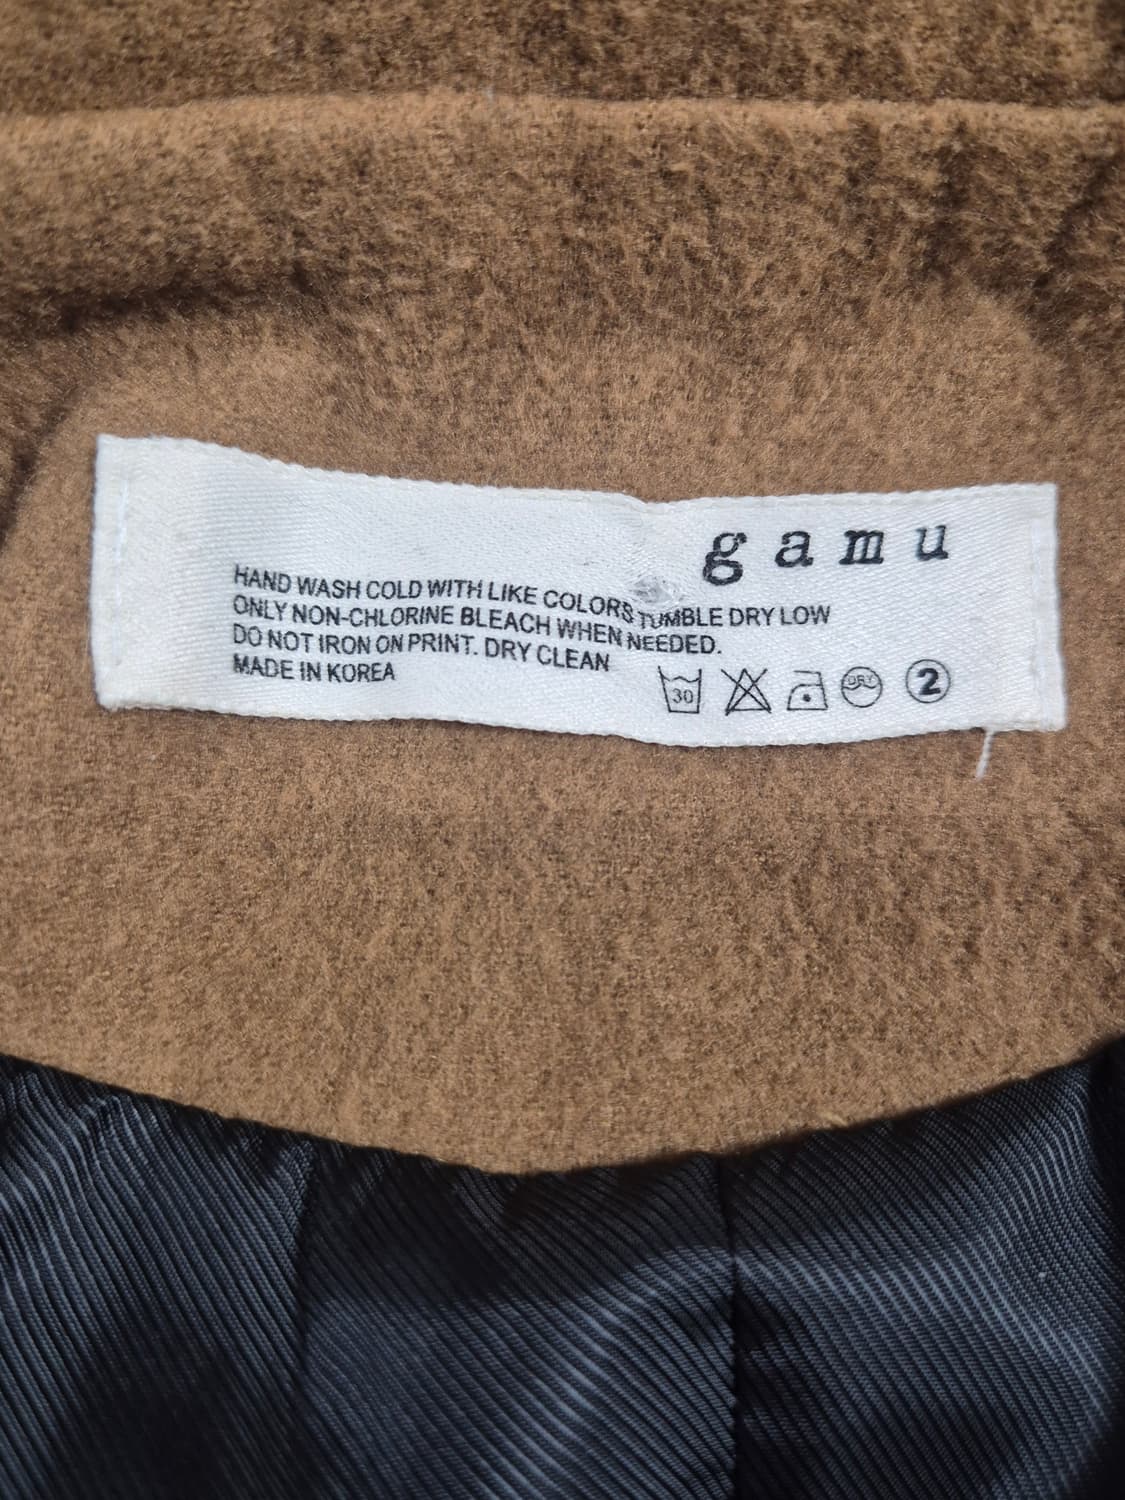 g a m u
HAND WASH COLD WITH LIKE COLORS TUMBLE DRY LOW
ONLY NON-CHLORINE BLEACH WHEN NEEDED.
DO NOT IRON ON PRINT. DRY CLEAN
MADE IN KOREA
30 DRY 2